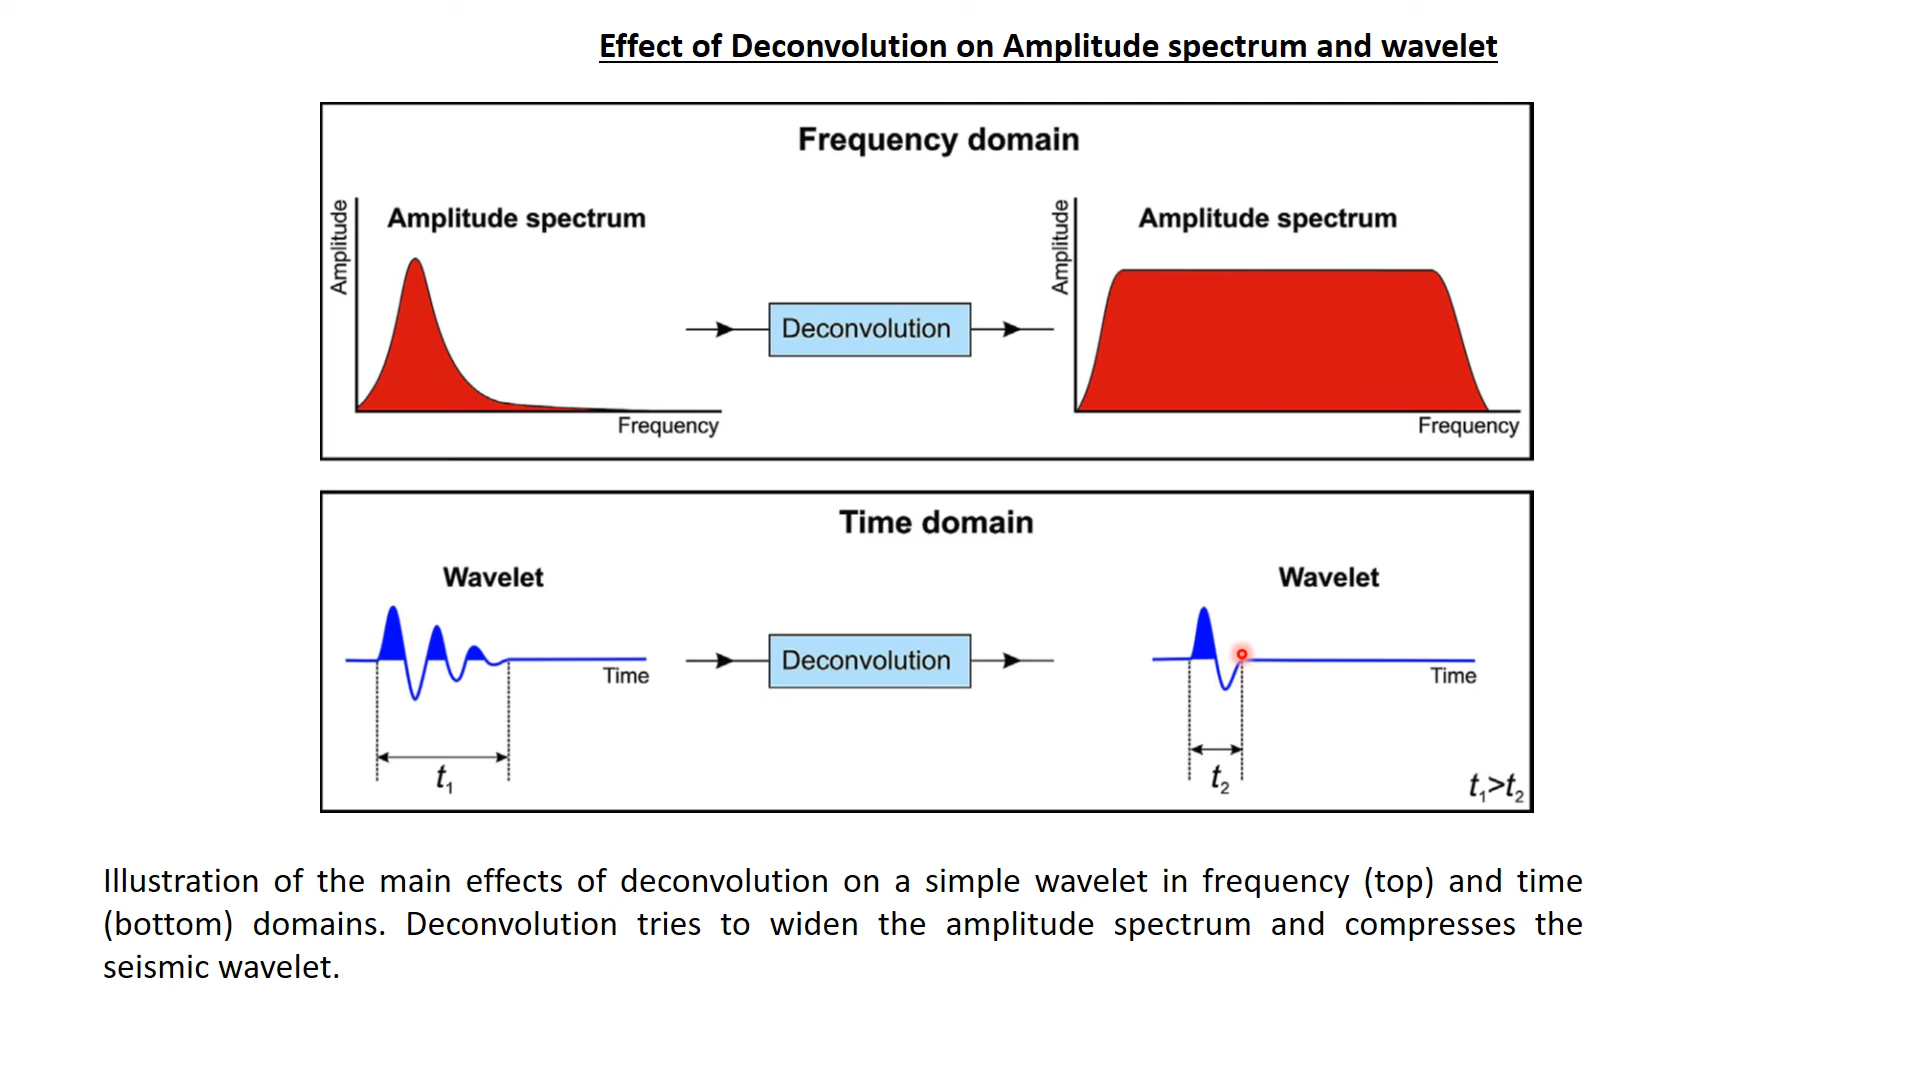 Effect of Deconvolution on Amplitude spectrum and wavelet
Frequency domain
Amplitude
Amplitude spectrum
Deconvolution
Frequency
Amplitude
Amplitude spectrum
Frequency
Time domain
Wavelet
Time
t₁
Deconvolution
Wavelet
Time
t₂
t₁>t₂
Illustration of the main effects of deconvolution on a simple wavelet in frequency (top) and time
(bottom) domains. Deconvolution tries to widen the amplitude spectrum and compresses the
seismic wavelet.